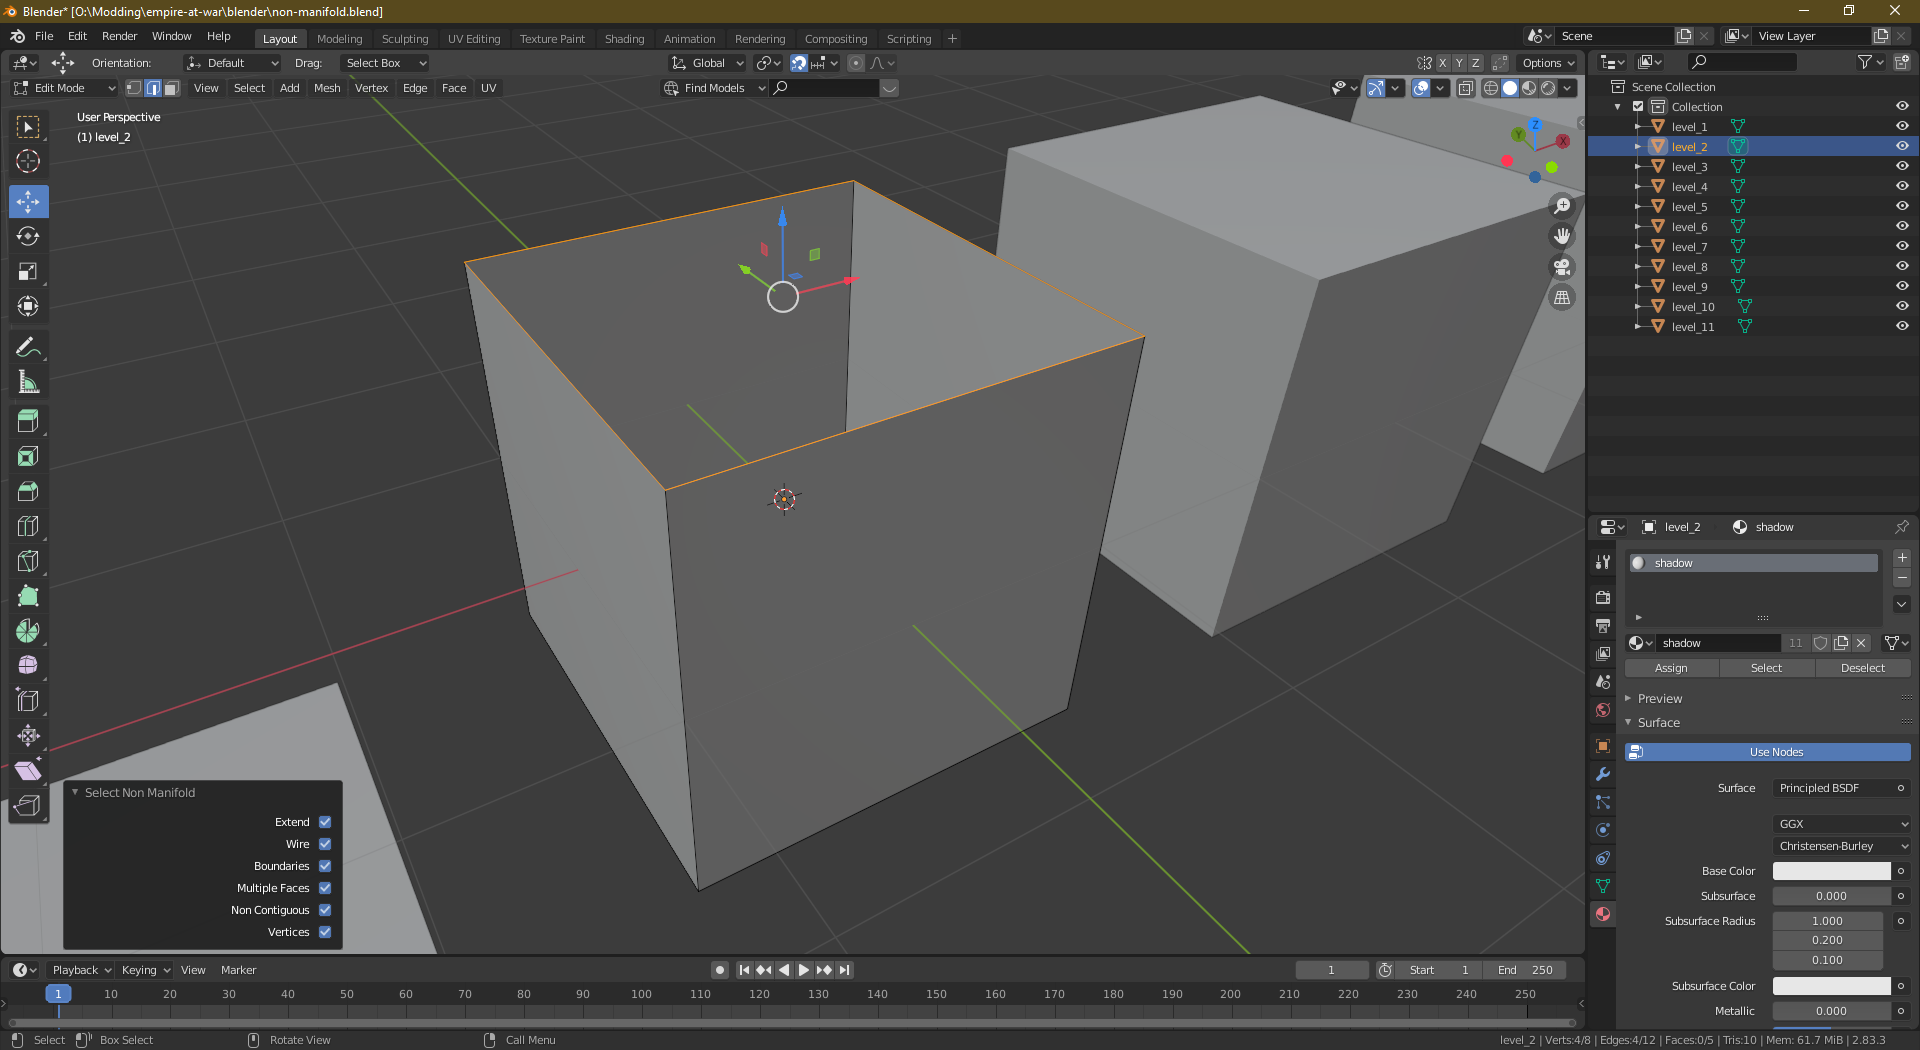 Blender* [O:\Modding\empire-at-war\blender\non-manifold.blend]
File Edit Render Window Help Layout Modeling Sculpting UV Editing Texture Paint Shading Animation Rendering Compositing Scripting + Scene View Layer
Orientation: Default Drag: Select Box Global X Y Z Options
Edit Mode View Select Add Mesh Vertex Edge Face UV Find Models
User Perspective
(1) level_2
Z
Y
X
Scene Collection
Collection
level_1
level_2
level_3
level_4
level_5
level_6
level_7
level_8
level_9
level_10
level_11
level_2 shadow
shadow
shadow 11
Assign Select Deselect
Preview
Surface
Use Nodes
Surface Principled BSDF
GGX
Christensen-Burley
Base Color
Subsurface 0.000
Subsurface Radius 1.000
0.200
0.100
Subsurface Color
Metallic 0.000
Select Non Manifold
Extend
Wire
Boundaries
Multiple Faces
Non Contiguous
Vertices
Playback Keying View Marker 1 Start 1 End 250
1 10 20 30 40 50 60 70 80 90 100 110 120 130 140 150 160 170 180 190 200 210 220 230 240 250
Select Box Select Rotate View Call Menu level_2 | Verts:4/8 | Edges:4/12 | Faces:0/5 | Tris:10 | Mem: 61.7 MiB | 2.83.3